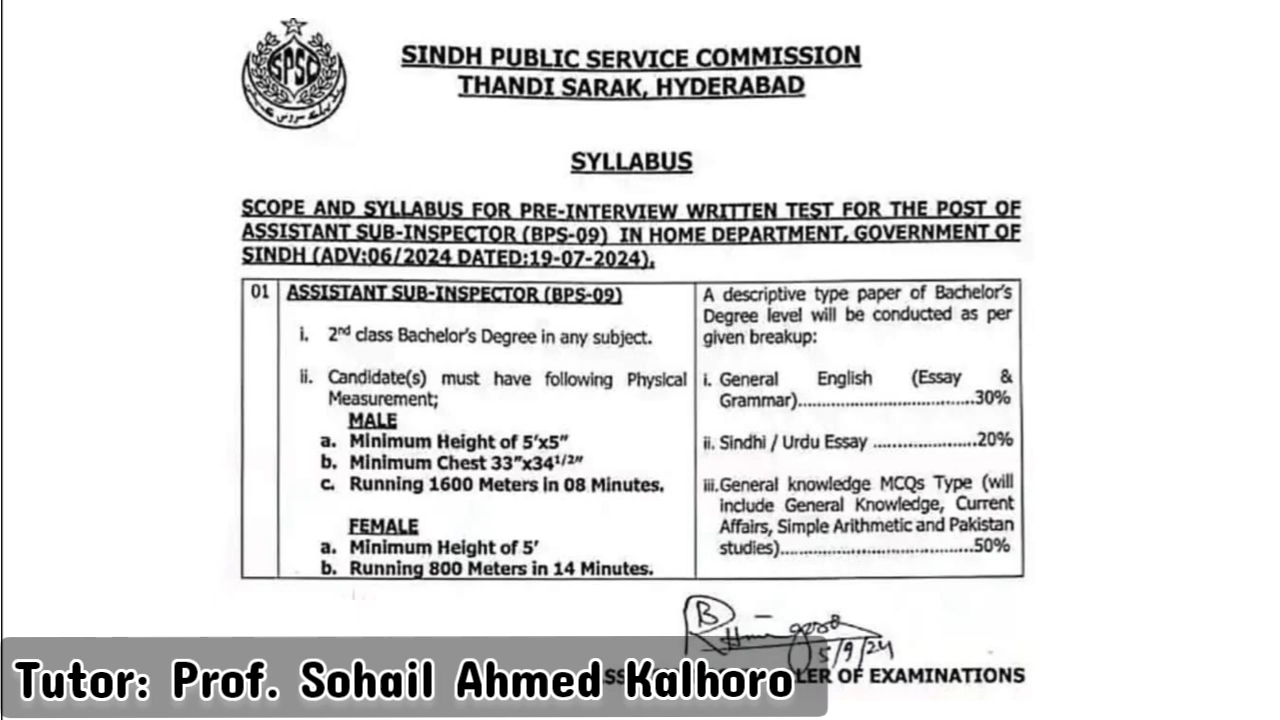 SPSC
SINDH PUBLIC SERVICE COMMISSION
THANDI SARAK, HYDERABAD
SYLLABUS
SCOPE AND SYLLABUS FOR PRE-INTERVIEW WRITTEN TEST FOR THE POST OF
ASSISTANT SUB-INSPECTOR (BPS-09) IN HOME DEPARTMENT, GOVERNMENT OF
SINDH (ADV:06/2024 DATED:19-07-2024).
01 ASSISTANT SUB-INSPECTOR (BPS-09)
i. 2nd class Bachelor's Degree in any subject.
ii. Candidate(s) must have following Physical
Measurement;
MALE
a. Minimum Height of 5'x5"
b. Minimum Chest 33"x34 1/2"
c. Running 1600 Meters in 08 Minutes.
FEMALE
a. Minimum Height of 5'
b. Running 800 Meters in 14 Minutes.
A descriptive type paper of Bachelor's
Degree level will be conducted as per
given breakup:
i. General English (Essay &
Grammar)....................................30%
ii. Sindhi / Urdu Essay .....................20%
iii.General knowledge MCQs Type (will
include General Knowledge, Current
Affairs, Simple Arithmetic and Pakistan
studies)........................................50%
5/9/24
OF EXAMINATIONS
Tutor: Prof. Sohail Ahmed Kalhoro